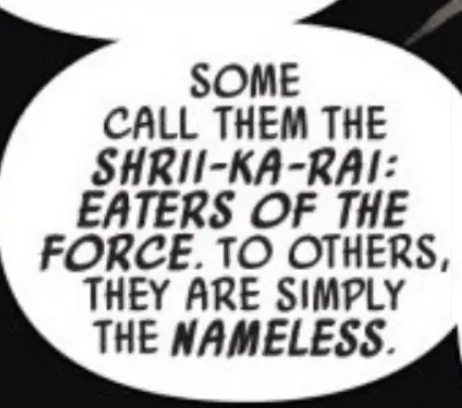 SOME
CALL THEM THE
SHRII-KA-RAI:
EATERS OF THE
FORCE. TO OTHERS,
THEY ARE SIMPLY
THE NAMELESS.